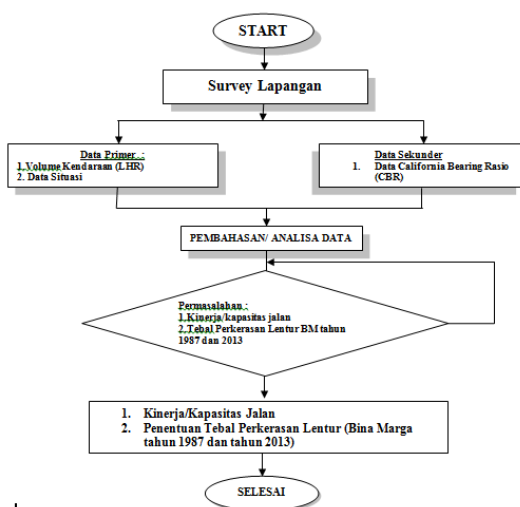 START
Survey Lapangan
Data Primer :
1.Volume Kendaraan (LHR)
2. Data Situasi
Data Sekunder
1. Data California Bearing Rasio
(CBR)
PEMBAHASAN/ ANALISA DATA
Permasalahan :
1.Kinerja/kapasitas jalan
2.Tebal Perkerasan Lentur BM tahun
1987 dan 2013
1. Kinerja/Kapasitas Jalan
2. Penentuan Tebal Perkerasan Lentur (Bina Marga
tahun 1987 dan tahun 2013)
SELESAI